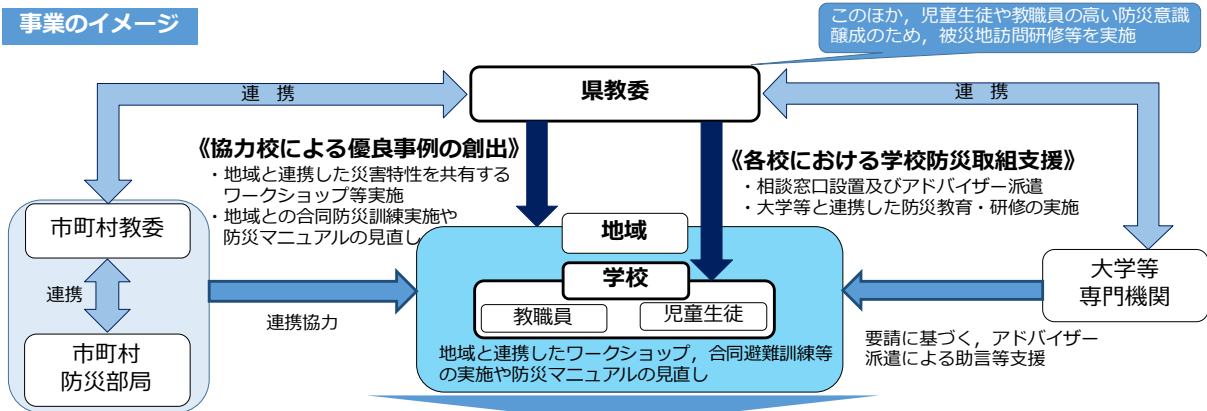 事業のイメージ
このほか，児童生徒や教職員の高い防災意識
醸成のため，被災地訪問研修等を実施
県教委
連　携
連　携
《協力校による優良事例の創出》
・地域と連携した災害特性を共有する
ワークショップ等実施
・地域との合同防災訓練実施や
防災マニュアルの見直し
《各校における学校防災取組支援》
・相談窓口設置及びアドバイザー派遣
・大学等と連携した防災教育・研修の実施
市町村教委
連携
市町村
防災部局
連携協力
地域
学校
教職員
児童生徒
地域と連携したワークショップ，合同避難訓練等
の実施や防災マニュアルの見直し
大学等
専門機関
要請に基づく，アドバイザー
派遣による助言等支援